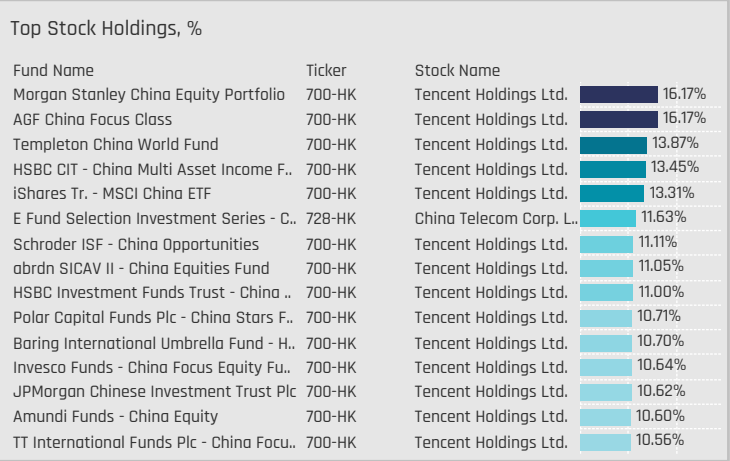 Top Stock Holdings, %
Fund Name Ticker Stock Name
Morgan Stanley China Equity Portfolio 700-HK Tencent Holdings Ltd. 16.17%
AGF China Focus Class 700-HK Tencent Holdings Ltd. 16.17%
Templeton China World Fund 700-HK Tencent Holdings Ltd. 13.87%
HSBC CIT - China Multi Asset Income F.. 700-HK Tencent Holdings Ltd. 13.45%
iShares Tr. - MSCI China ETF 700-HK Tencent Holdings Ltd. 13.31%
E Fund Selection Investment Series - C.. 728-HK China Telecom Corp. L.. 11.63%
Schroder ISF - China Opportunities 700-HK Tencent Holdings Ltd. 11.11%
abrdn SICAV II - China Equities Fund 700-HK Tencent Holdings Ltd. 11.05%
HSBC Investment Funds Trust - China .. 700-HK Tencent Holdings Ltd. 11.00%
Polar Capital Funds Plc - China Stars F.. 700-HK Tencent Holdings Ltd. 10.71%
Baring International Umbrella Fund - H.. 700-HK Tencent Holdings Ltd. 10.70%
Invesco Funds - China Focus Equity Fu.. 700-HK Tencent Holdings Ltd. 10.64%
JPMorgan Chinese Investment Trust Plc 700-HK Tencent Holdings Ltd. 10.62%
Amundi Funds - China Equity 700-HK Tencent Holdings Ltd. 10.60%
TT International Funds Plc - China Focu.. 700-HK Tencent Holdings Ltd. 10.56%